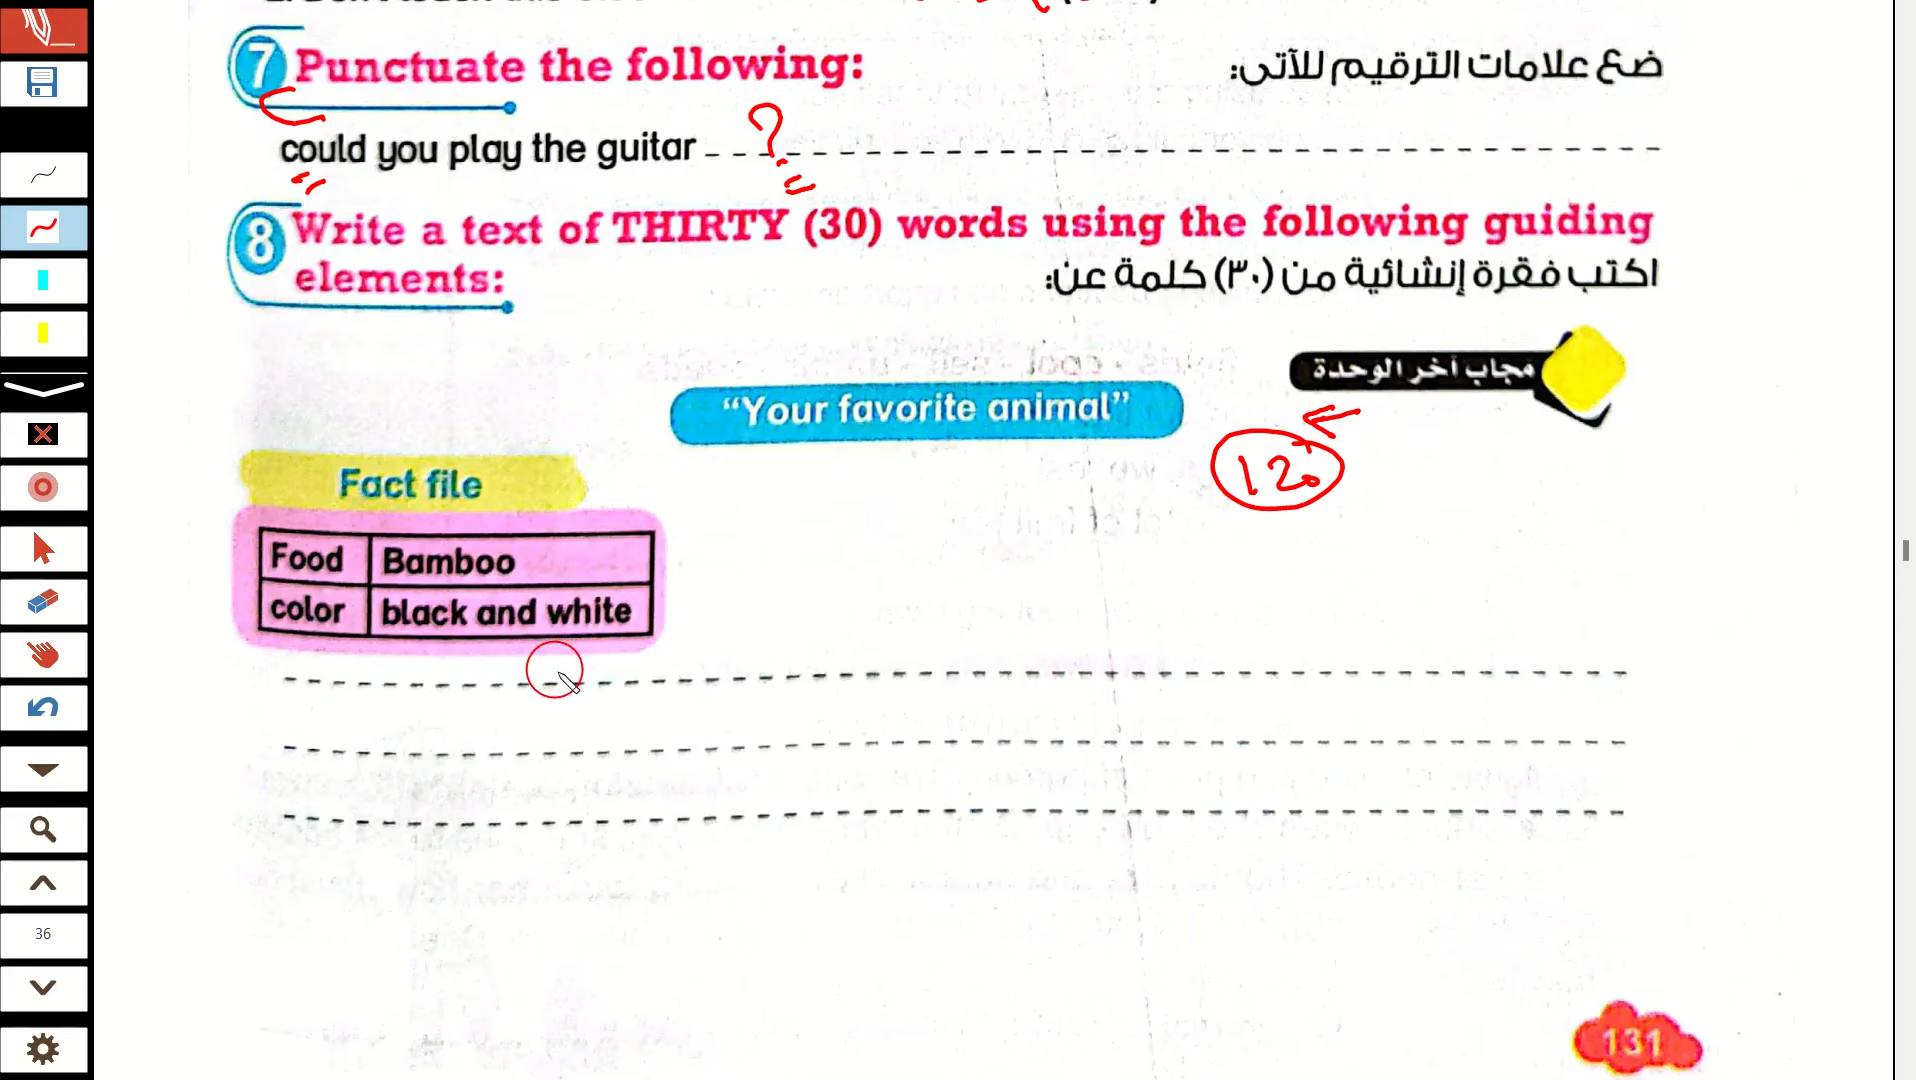 7 Punctuate the following: ضع علامات الترقيم للآتى:
could you play the guitar ?
8 Write a text of THIRTY (30) words using the following guiding
elements: اكتب فقرة إنشائية من (٣٠) كلمة عن:
مجاب آخر الوحدة
“Your favorite animal”
120
Fact file
Food Bamboo
color black and white
36
131